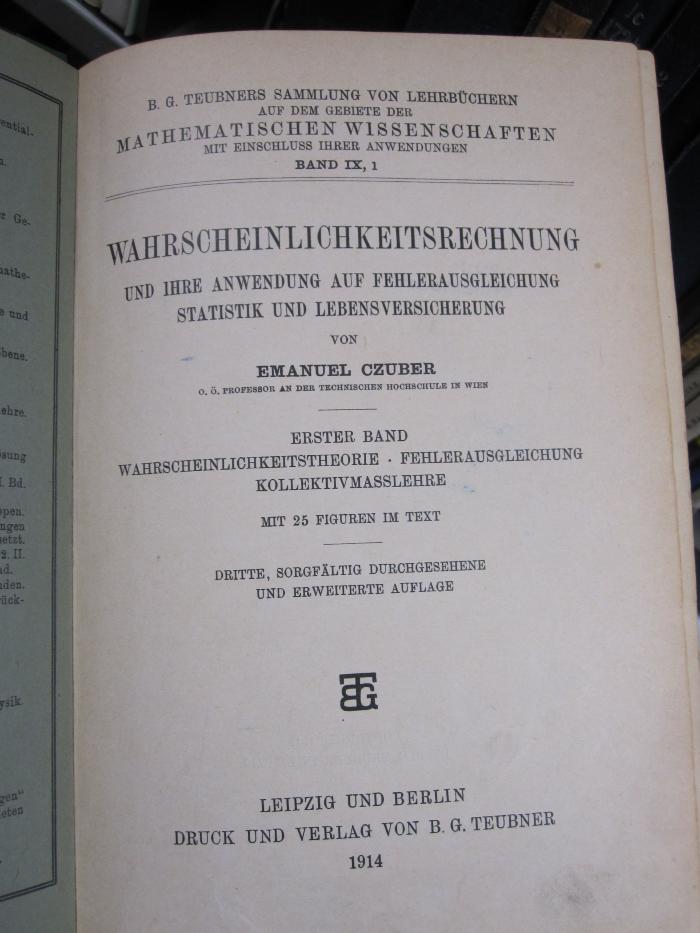 B. G. TEUBNERS SAMMLUNG VON LEHRBÜCHERN
AUF DEM GEBIETE DER
MATHEMATISCHEN WISSENSCHAFTEN
MIT EINSCHLUSS IHRER ANWENDUNGEN
BAND IX, 1
WAHRSCHEINLICHKEITSRECHNUNG
UND IHRE ANWENDUNG AUF FEHLERAUSGLEICHUNG
STATISTIK UND LEBENSVERSICHERUNG
VON
EMANUEL CZUBER
O. Ö. PROFESSOR AN DER TECHNISCHEN HOCHSCHULE IN WIEN
ERSTER BAND
WAHRSCHEINLICHKEITSTHEORIE · FEHLERAUSGLEICHUNG
KOLLEKTIVMASSLEHRE
MIT 25 FIGUREN IM TEXT
DRITTE, SORGFÄLTIG DURCHGESEHENE
UND ERWEITERTE AUFLAGE
BTG
LEIPZIG UND BERLIN
DRUCK UND VERLAG VON B. G. TEUBNER
1914